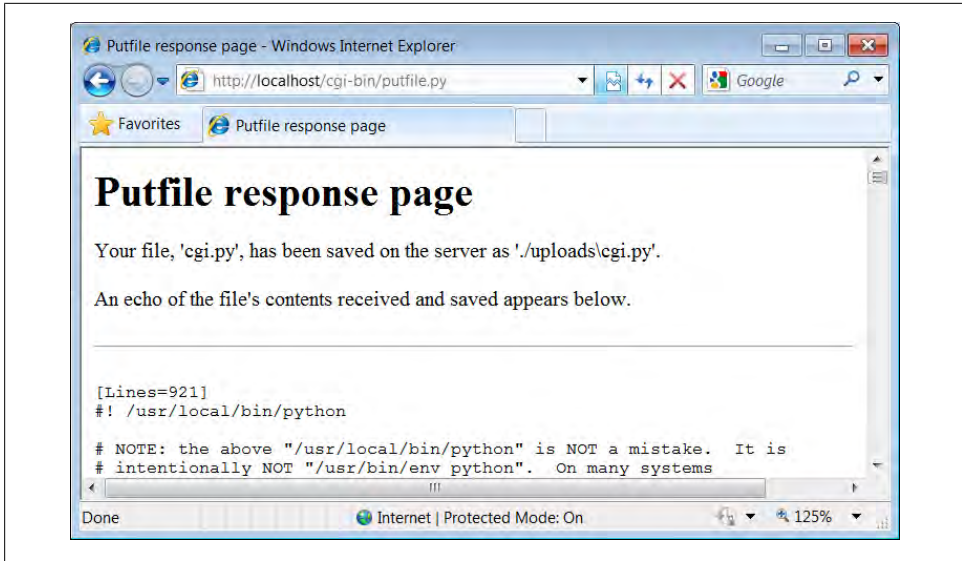 Putfile response page - Windows Internet Explorer
http://localhost/cgi-bin/putfile.py
Google
Favorites
Putfile response page
Putfile response page
Your file, 'cgi.py', has been saved on the server as './uploads\cgi.py'.
An echo of the file's contents received and saved appears below.
[Lines=921]
#! /usr/local/bin/python
# NOTE: the above "/usr/local/bin/python" is NOT a mistake.  It is
# intentionally NOT "/usr/bin/env python".  On many systems
Done
Internet | Protected Mode: On
125%